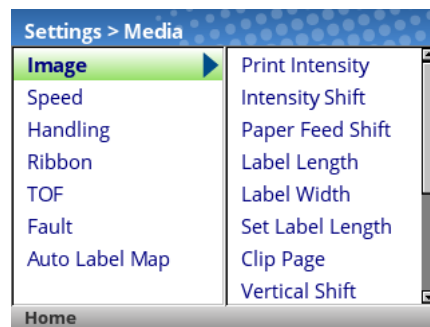 Settings > Media
Image
Speed
Handling
Ribbon
TOF
Fault
Auto Label Map
Print Intensity
Intensity Shift
Paper Feed Shift
Label Length
Label Width
Set Label Length
Clip Page
Vertical Shift
Home